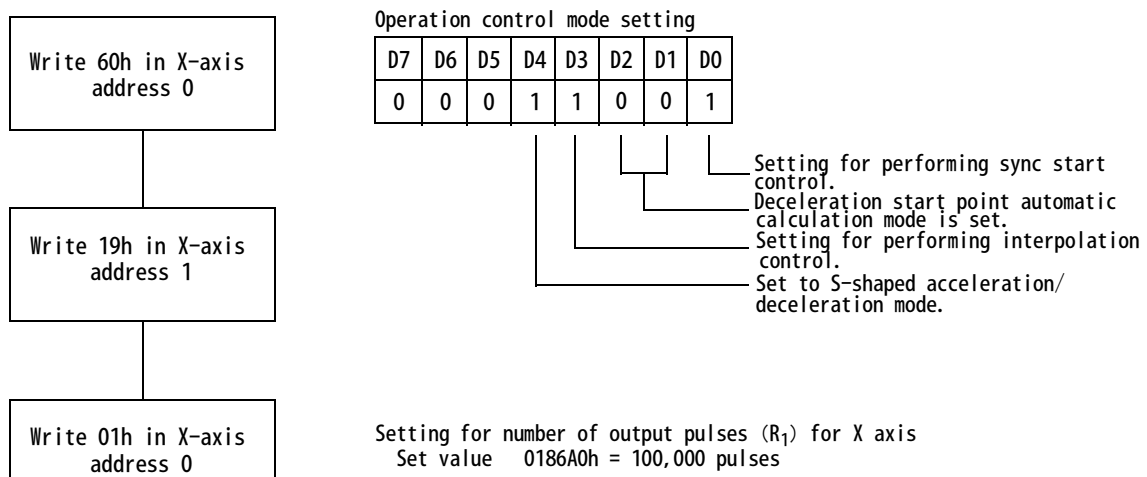 Write 60h in X-axis
address 0
Operation control mode setting
D7 D6 D5 D4 D3 D2 D1 D0
0 0 0 1 1 0 0 1
Setting for performing sync start
control.
Deceleration start point automatic
calculation mode is set.
Setting for performing interpolation
control.
Set to S-shaped acceleration/
deceleration mode.
Write 19h in X-axis
address 1
Write 01h in X-axis
address 0
Setting for number of output pulses (R1) for X axis
Set value 0186A0h = 100,000 pulses